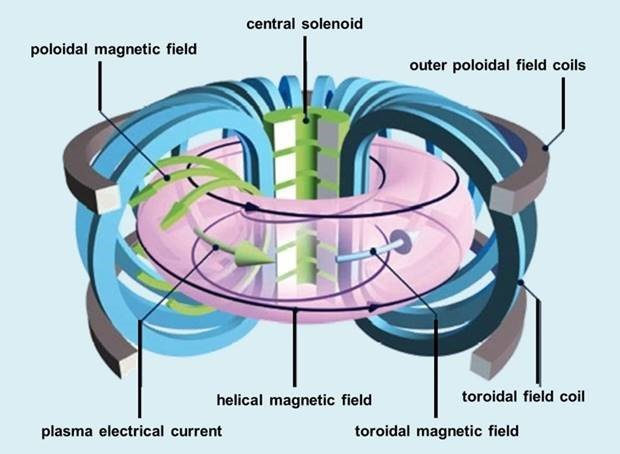 central solenoid
poloidal magnetic field
outer poloidal field coils
helical magnetic field
toroidal field coil
plasma electrical current
toroidal magnetic field